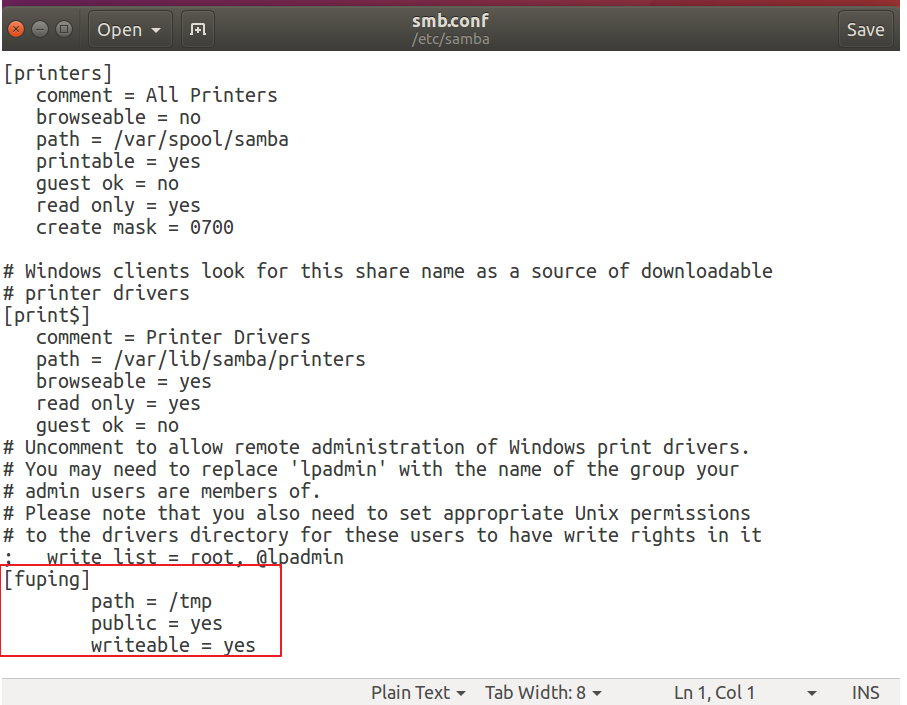 Open
smb.conf
/etc/samba
Save
[printers]
   comment = All Printers
   browseable = no
   path = /var/spool/samba
   printable = yes
   guest ok = no
   read only = yes
   create mask = 0700

# Windows clients look for this share name as a source of downloadable
# printer drivers
[print$]
   comment = Printer Drivers
   path = /var/lib/samba/printers
   browseable = yes
   read only = yes
   guest ok = no
# Uncomment to allow remote administration of Windows print drivers.
# You may need to replace 'lpadmin' with the name of the group your
# admin users are members of.
# Please note that you also need to set appropriate Unix permissions
# to the drivers directory for these users to have write rights in it
;   write list = root, @lpadmin
[fuping]
        path = /tmp
        public = yes
        writeable = yes
Plain Text Tab Width: 8 Ln 1, Col 1 INS